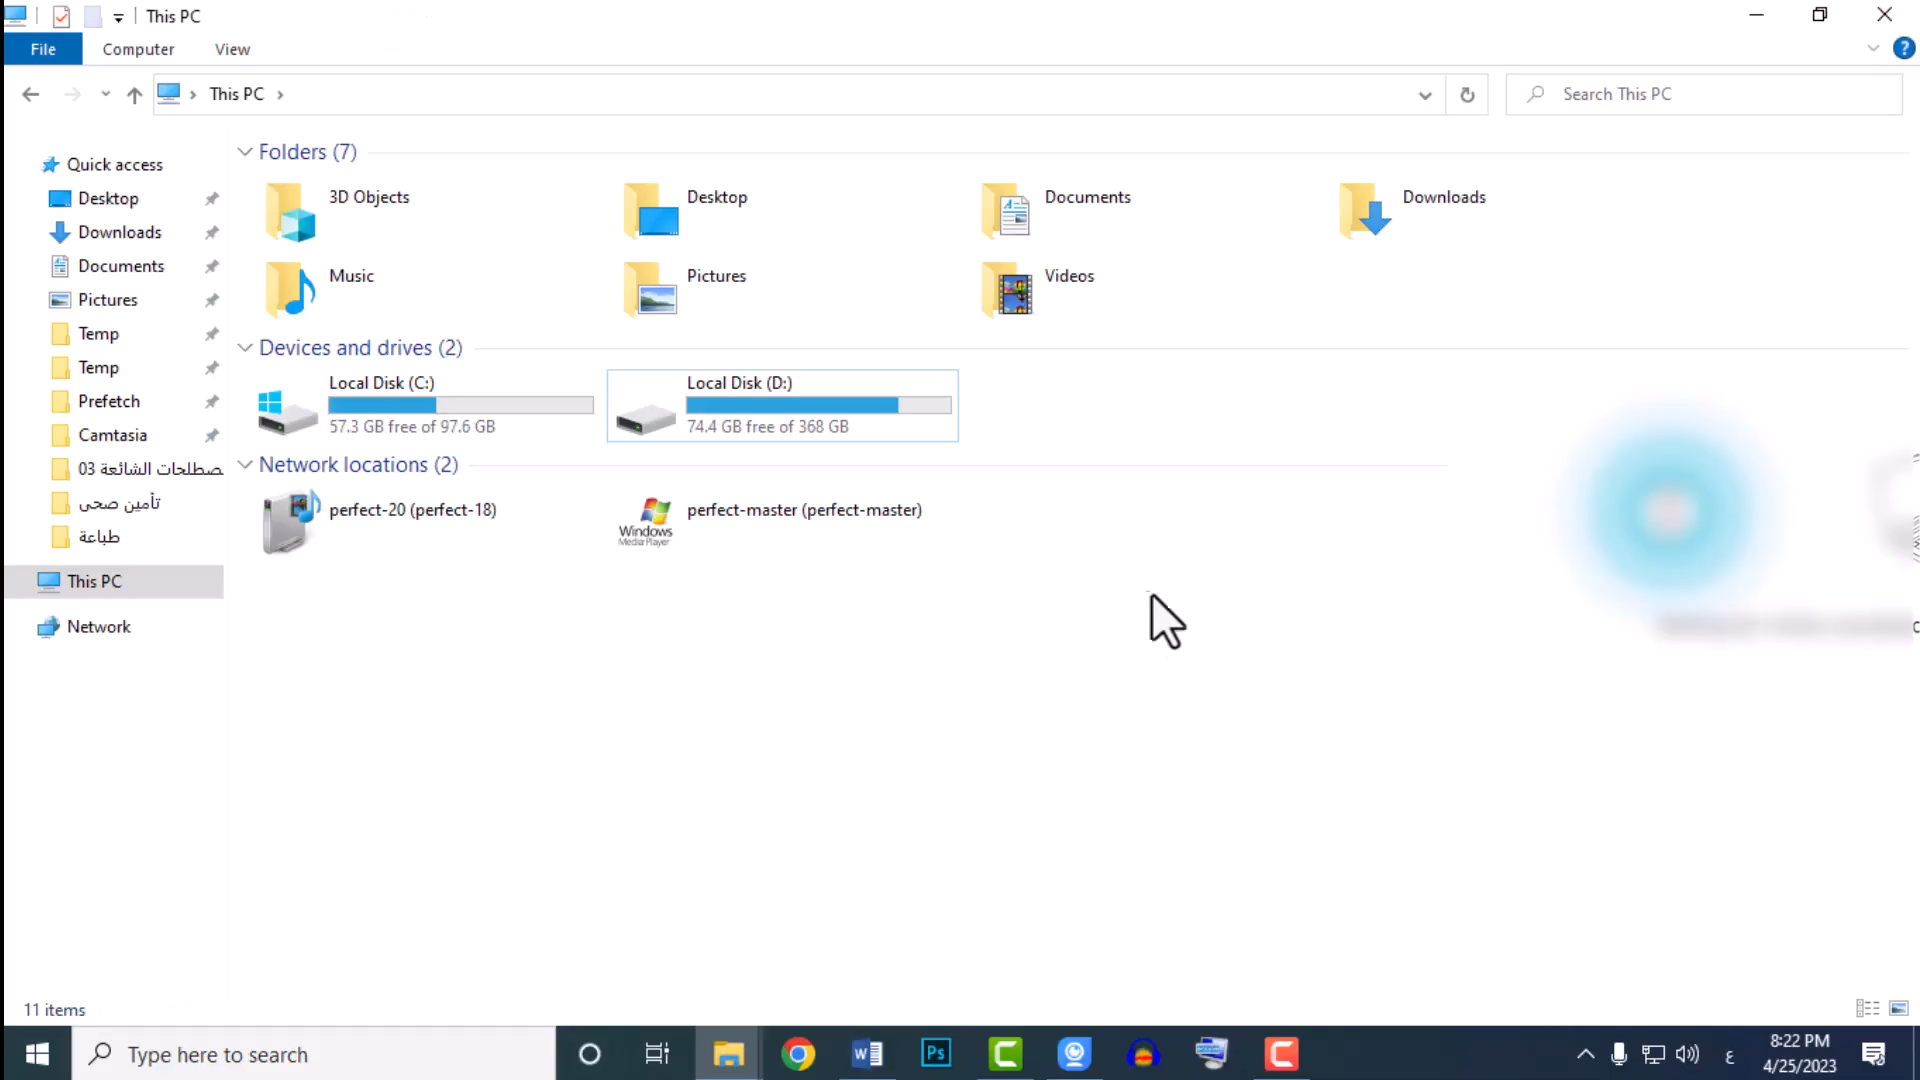 This PC
File Computer View
This PC
Search This PC
Quick access
Desktop
Downloads
Documents
Pictures
Temp
Temp
Prefetch
Camtasia
صطلحات الشائعة 03
تأمين صحى
طباعة
This PC
Network
Folders (7)
3D Objects
Desktop
Documents
Downloads
Music
Pictures
Videos
Devices and drives (2)
Local Disk (C:)
57.3 GB free of 97.6 GB
Local Disk (D:)
74.4 GB free of 368 GB
Network locations (2)
perfect-20 (perfect-18)
Windows
Media Player
perfect-master (perfect-master)
11 items
Type here to search
W
Ps
ع
8:22 PM
4/25/2023